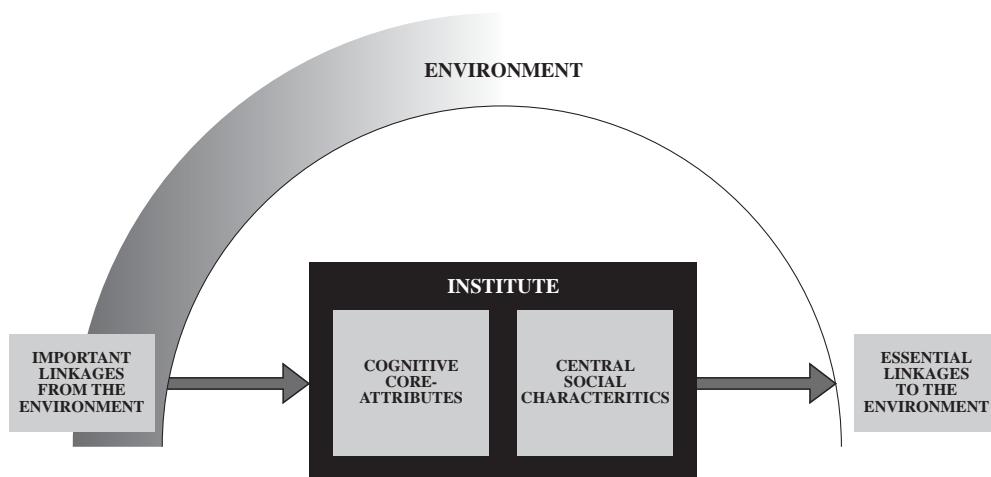 ENVIRONMENT
INSTITUTE
IMPORTANT
LINKAGES
FROM THE
ENVIRONMENT
COGNITIVE
CORE-
ATTRIBUTES
CENTRAL
SOCIAL
CHARACTERITICS
ESSENTIAL
LINKAGES
TO THE
ENVIRONMENT